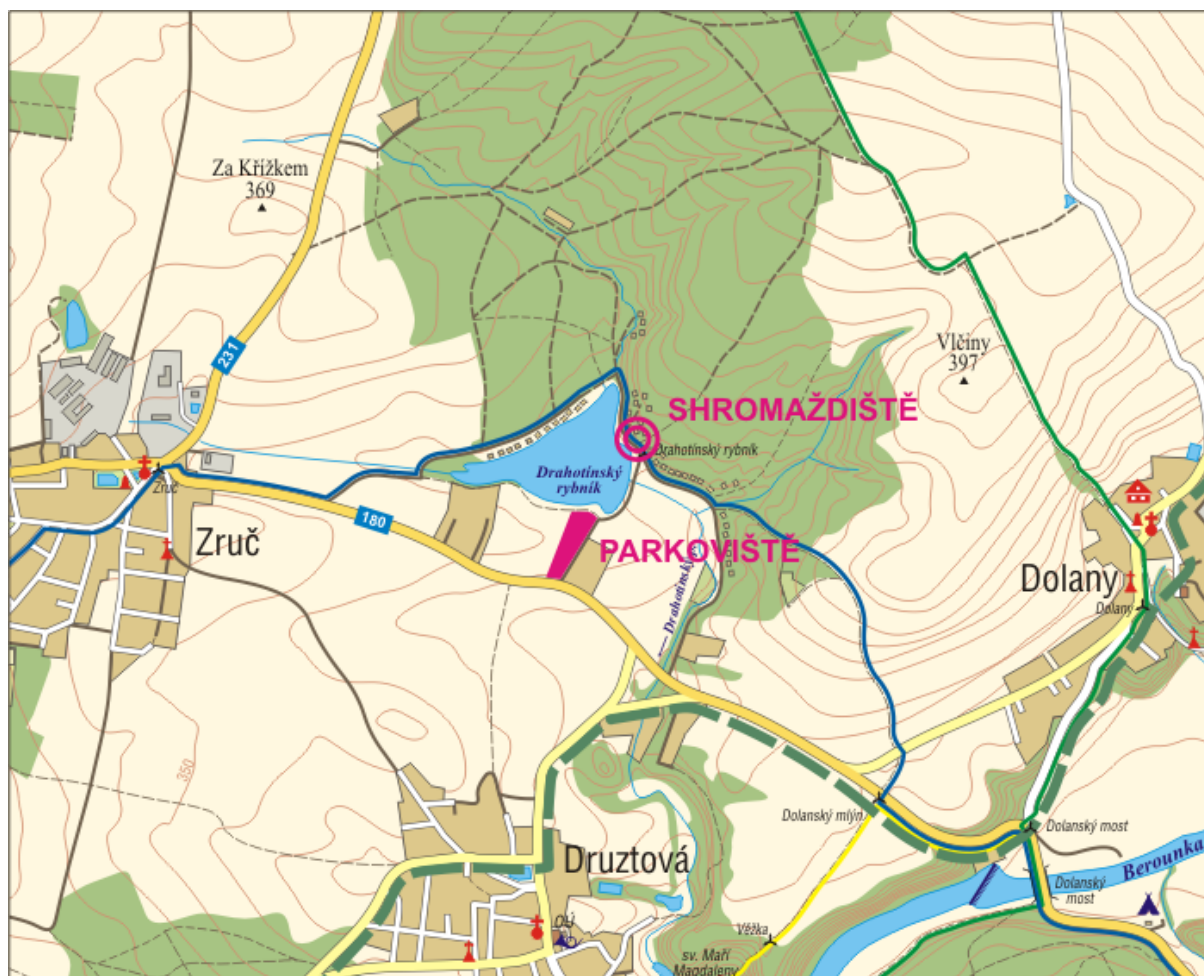 Za Křížkem
369
231
Vlčiny
397
SHROMAŽDIŠTĚ
Drahotínský rybník
Drahotínský
rybník
Zruč
Zruč
180
PARKOVIŠTĚ
Drahotínský
Dolany
Dolany
350
Dolanský mlýn
Dolanský most
Berounka
Dolanský
most
Druztová
OÚ
Věžka
sv. Maří
Magdaleny